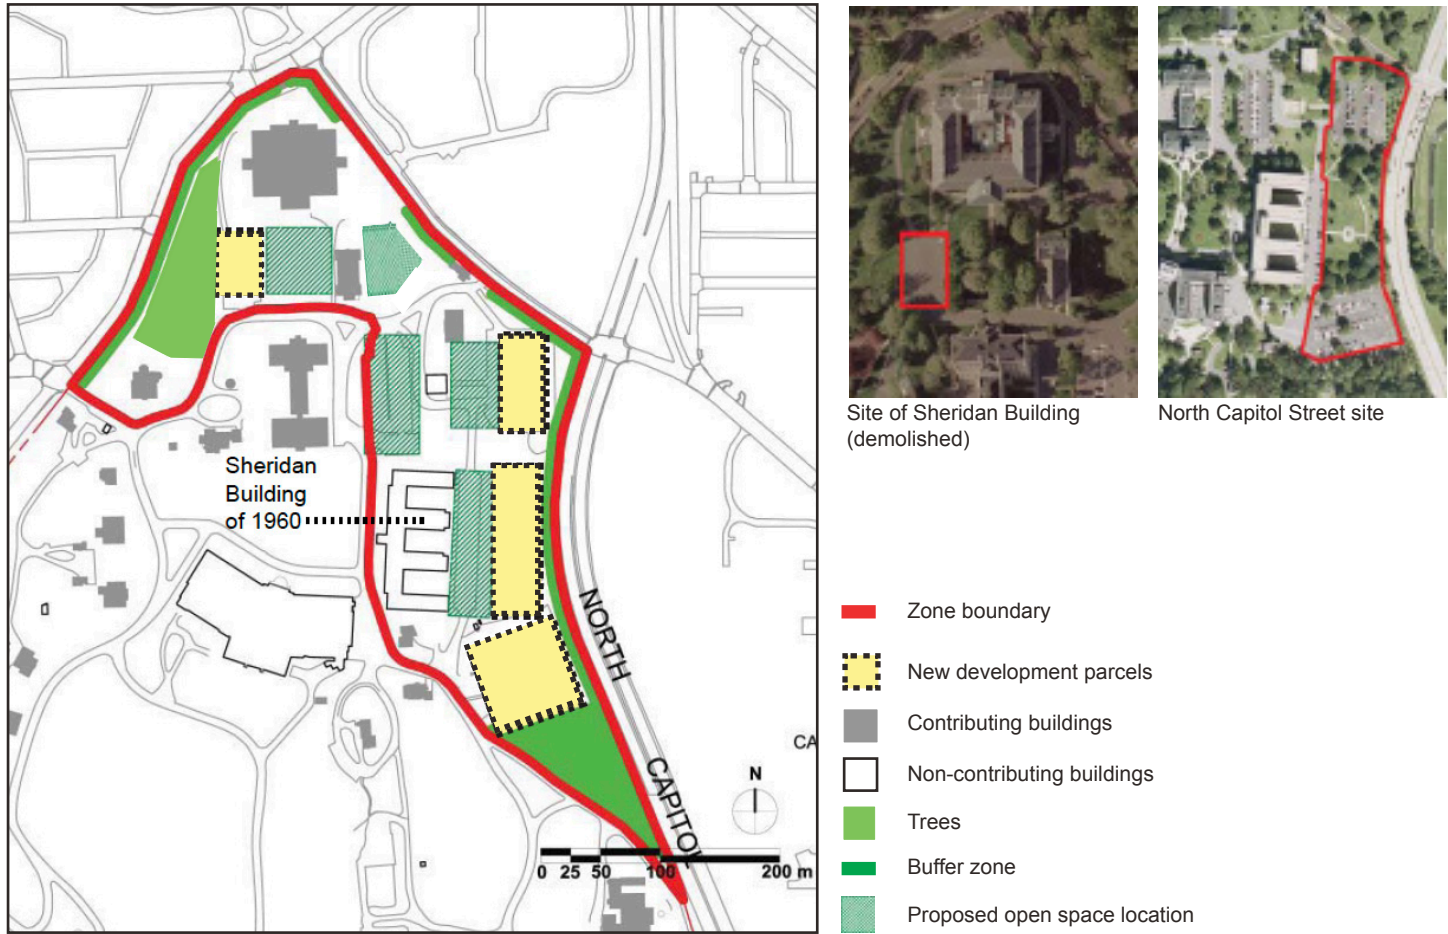 Sheridan
Building
of 1960
NORTH
CAPITOL
CA
N
0 25 50 100 200 m
Site of Sheridan Building
(demolished)
North Capitol Street site
Zone boundary
New development parcels
Contributing buildings
Non-contributing buildings
Trees
Buffer zone
Proposed open space location